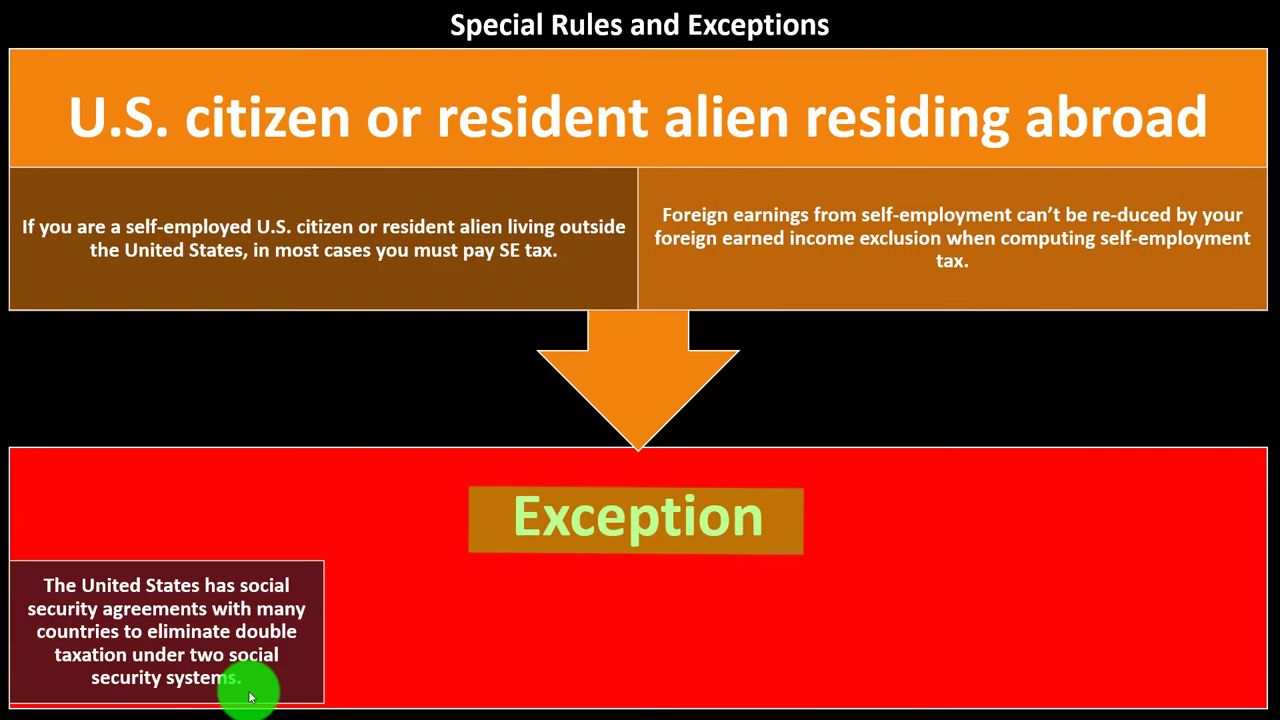 Special Rules and Exceptions
U.S. citizen or resident alien residing abroad
If you are a self-employed U.S. citizen or resident alien living outside
the United States, in most cases you must pay SE tax.
Foreign earnings from self-employment can’t be re-duced by your
foreign earned income exclusion when computing self-employment
tax.
Exception
The United States has social
security agreements with many
countries to eliminate double
taxation under two social
security systems.